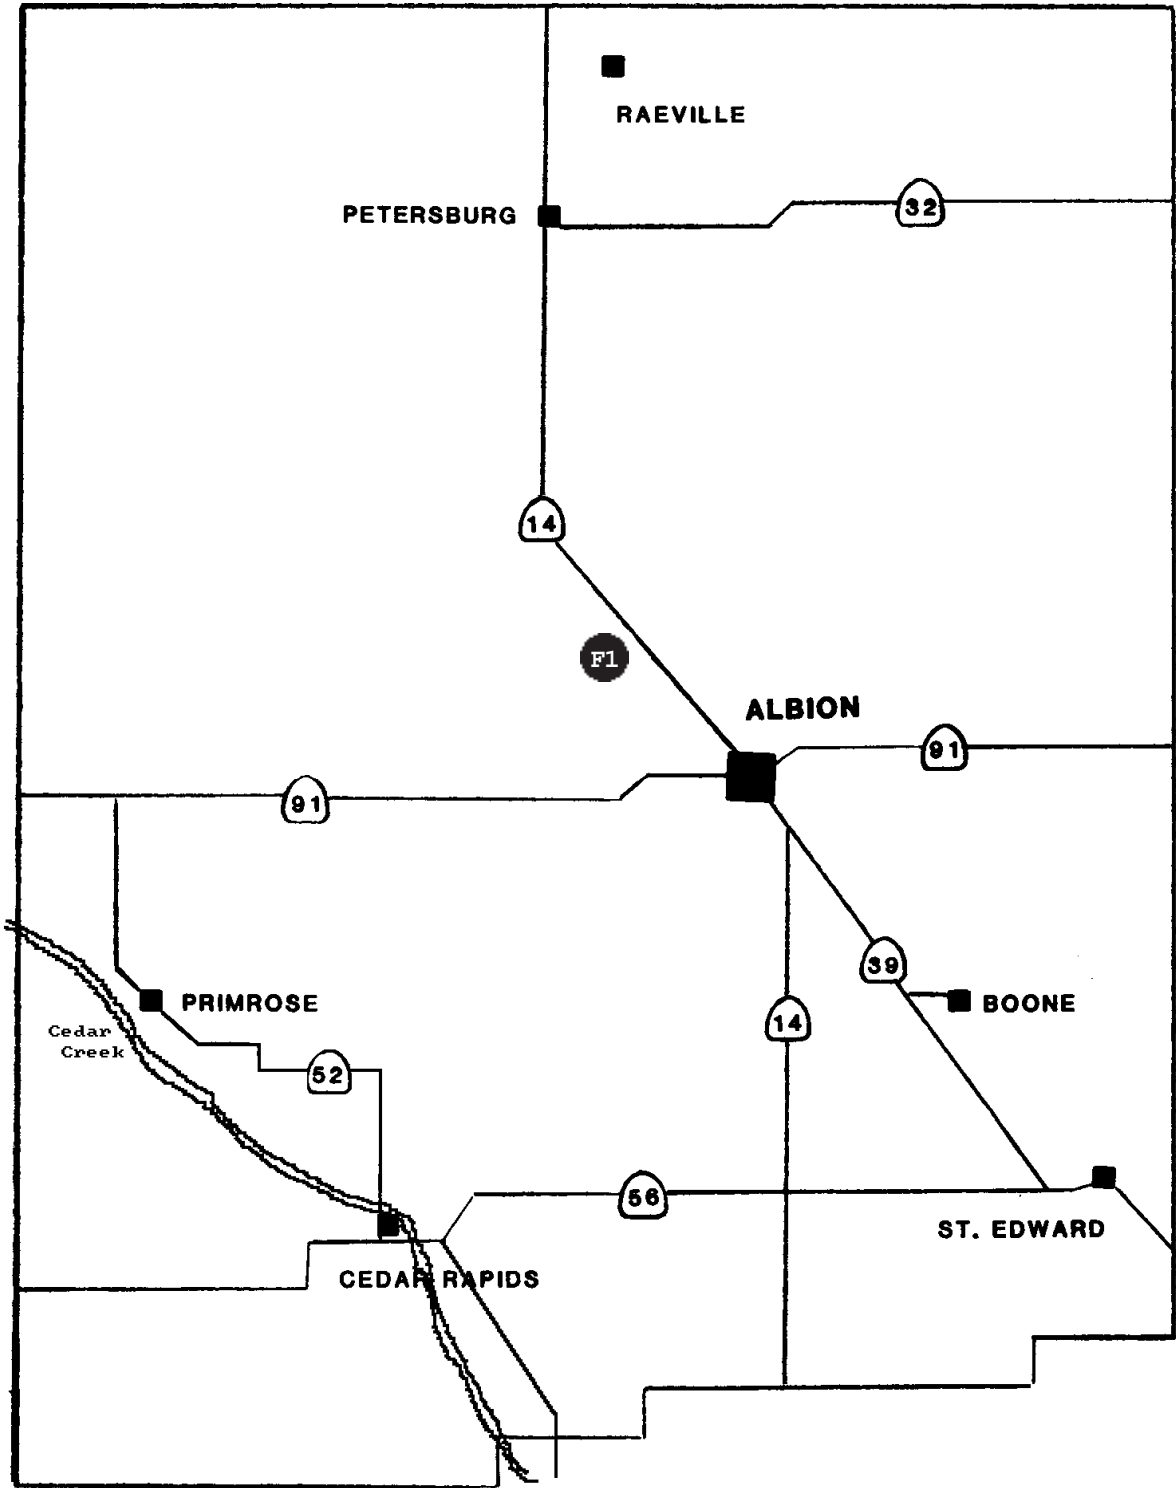 RAEVILLE
32
PETERSBURG
14
F1
ALBION
91
91
39
PRIMROSE
BOONE
14
Cedar
Creek
52
56
ST. EDWARD
CEDAR RAPIDS